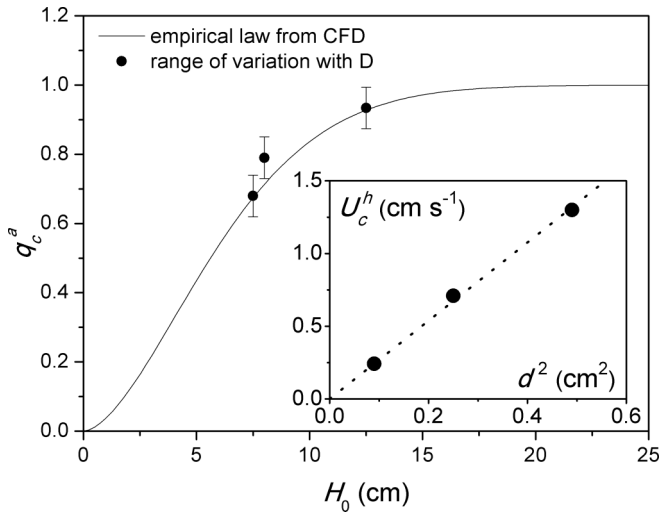 1.2
1.0
0.8
0.6
0.4
0.2
0.0
q_c^a
empirical law from CFD
range of variation with D
1.5
1.0
0.5
0.0
U_c^h (cm s^-1)
d^2 (cm^2)
0.0 0.2 0.4 0.6
0 5 10 15 20 25
H_0 (cm)